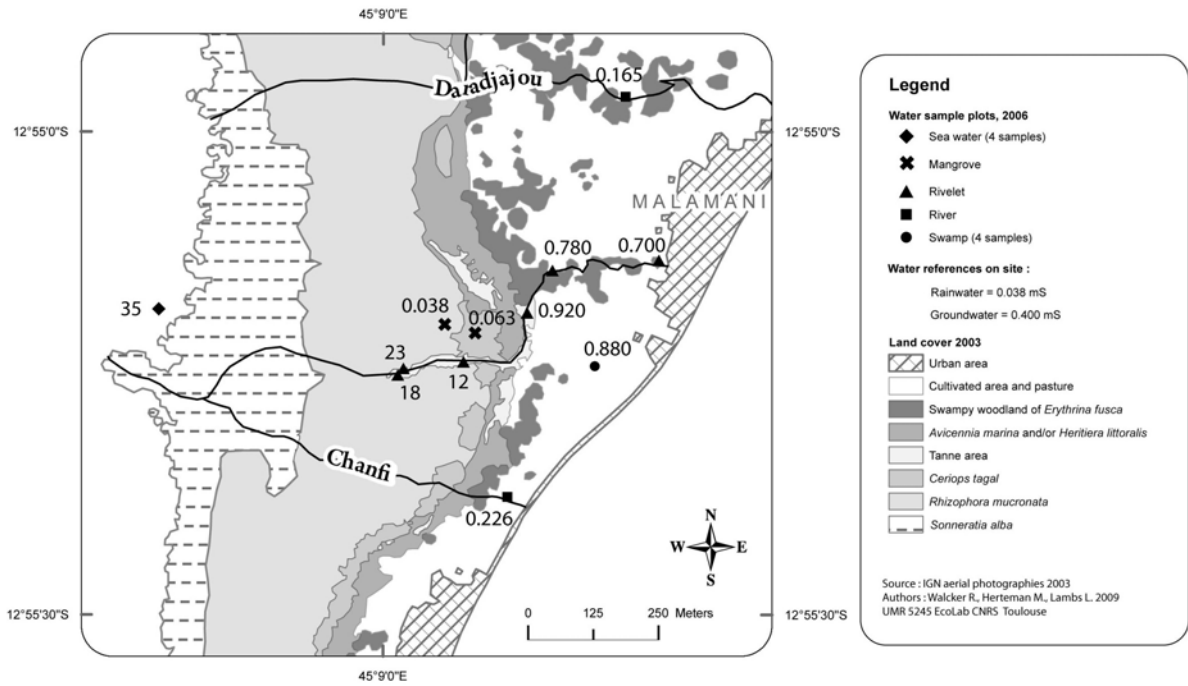 45°9'0"E
Daradjajou
0.165
12°55'0"S
12°55'0"S
MALAMANI
0.780
0.700
35
0.038
0.063
0.920
23
18
12
0.880
Chanfi
0.226
N
W
E
S
0
125
250
Meters
12°55'30"S
12°55'30"S
45°9'0"E
Legend
Water sample plots, 2006
Sea water (4 samples)
Mangrove
Rivelet
River
Swamp (4 samples)
Water references on site :
Rainwater = 0.038 mS
Groundwater = 0.400 mS
Land cover 2003
Urban area
Cultivated area and pasture
Swampy woodland of Erythrina fusca
Avicennia marina and/or Heritiera littoralis
Tanne area
Ceriops tagal
Rhizophora mucronata
Sonneratia alba
Source : IGN aerial photographies 2003
Authors : Walcker R., Herteman M., Lambs L. 2009
UMR 5245 EcoLab CNRS Toulouse